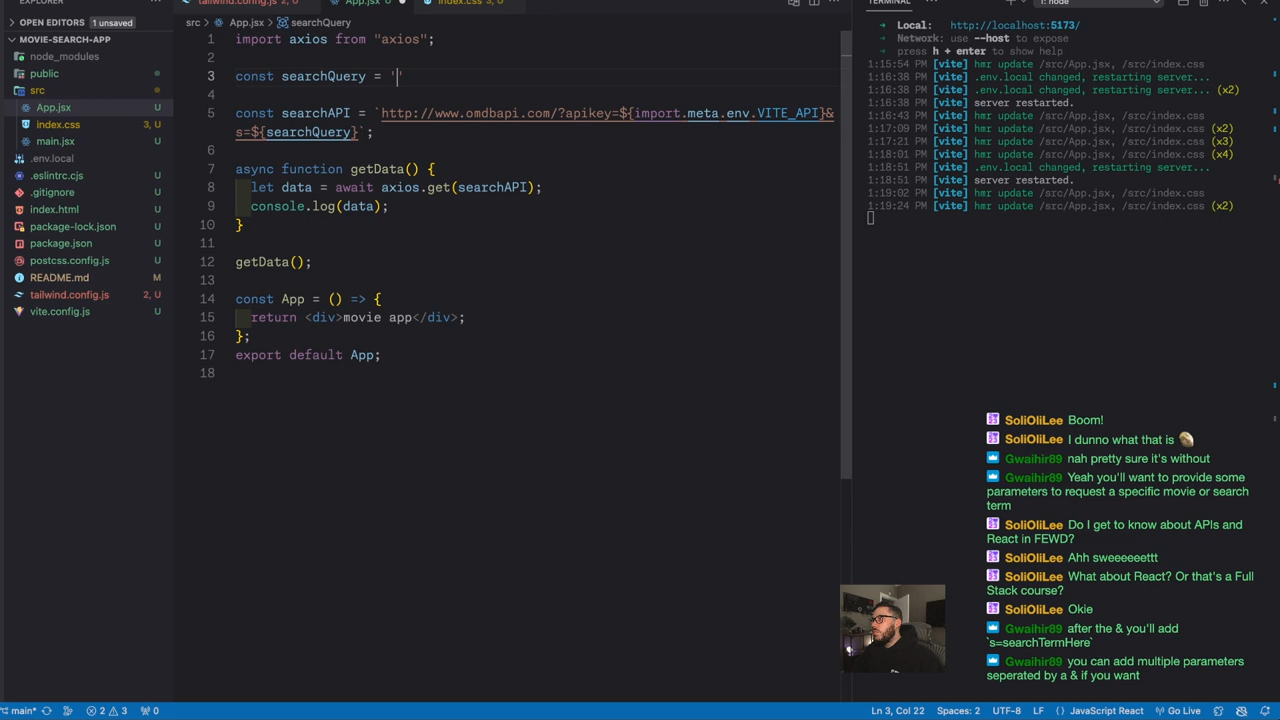 EXPLORER
tailwind.config.js
App.jsx
index.css
TERMINAL
1: node
OPEN EDITORS 1 unsaved
MOVIE-SEARCH-APP
node_modules
public
src
App.jsx U
index.css 3, U
main.jsx U
.env.local
.eslintrc.js U
.gitignore U
index.html U
package-lock.json U
package.json U
postcss.config.js U
README.md M
tailwind.config.js 2, U
vite.config.js U
src > App.jsx > searchQuery
1 import axios from "axios";
2
3 const searchQuery = ''
4
5 const searchAPI = `http://www.omdbapi.com/?apikey=${import.meta.env.VITE_API}&
s=${searchQuery}`;
6
7 async function getData() {
8 let data = await axios.get(searchAPI);
9 console.log(data);
10 }
11
12 getData();
13
14 const App = () => {
15 return <div>movie app</div>;
16 };
17 export default App;
18
➜ Local: http://localhost:5173/
➜ Network: use --host to expose
➜ press h + enter to show help
1:15:54 PM [vite] hmr update /src/App.jsx, /src/index.css
1:16:38 PM [vite] .env.local changed, restarting server...
1:16:38 PM [vite] .env.local changed, restarting server... (x2)
1:16:38 PM [vite] server restarted.
1:16:43 PM [vite] hmr update /src/App.jsx, /src/index.css
1:17:09 PM [vite] hmr update /src/App.jsx, /src/index.css (x2)
1:17:21 PM [vite] hmr update /src/App.jsx, /src/index.css (x3)
1:18:01 PM [vite] hmr update /src/App.jsx, /src/index.css (x4)
1:18:51 PM [vite] .env.local changed, restarting server...
1:18:51 PM [vite] server restarted.
1:19:02 PM [vite] hmr update /src/App.jsx, /src/index.css
1:19:24 PM [vite] hmr update /src/App.jsx, /src/index.css (x2)
SoliOliLee Boom!
SoliOliLee I dunno what that is
Gwaihir89 nah pretty sure it's without
Gwaihir89 Yeah you'll want to provide some
parameters to request a specific movie or search
term
SoliOliLee Do I get to know about APIs and
React in FEWD?
SoliOliLee Ahh sweeeeeettt
SoliOliLee What about React? Or that's a Full
Stack course?
SoliOliLee Okie
Gwaihir89 after the & you'll add
`s=searchTermHere`
Gwaihir89 you can add multiple parameters
seperated by a & if you want
main* 2 3 0
Ln 3, Col 22 Spaces: 2 UTF-8 LF {} JavaScript React Go Live